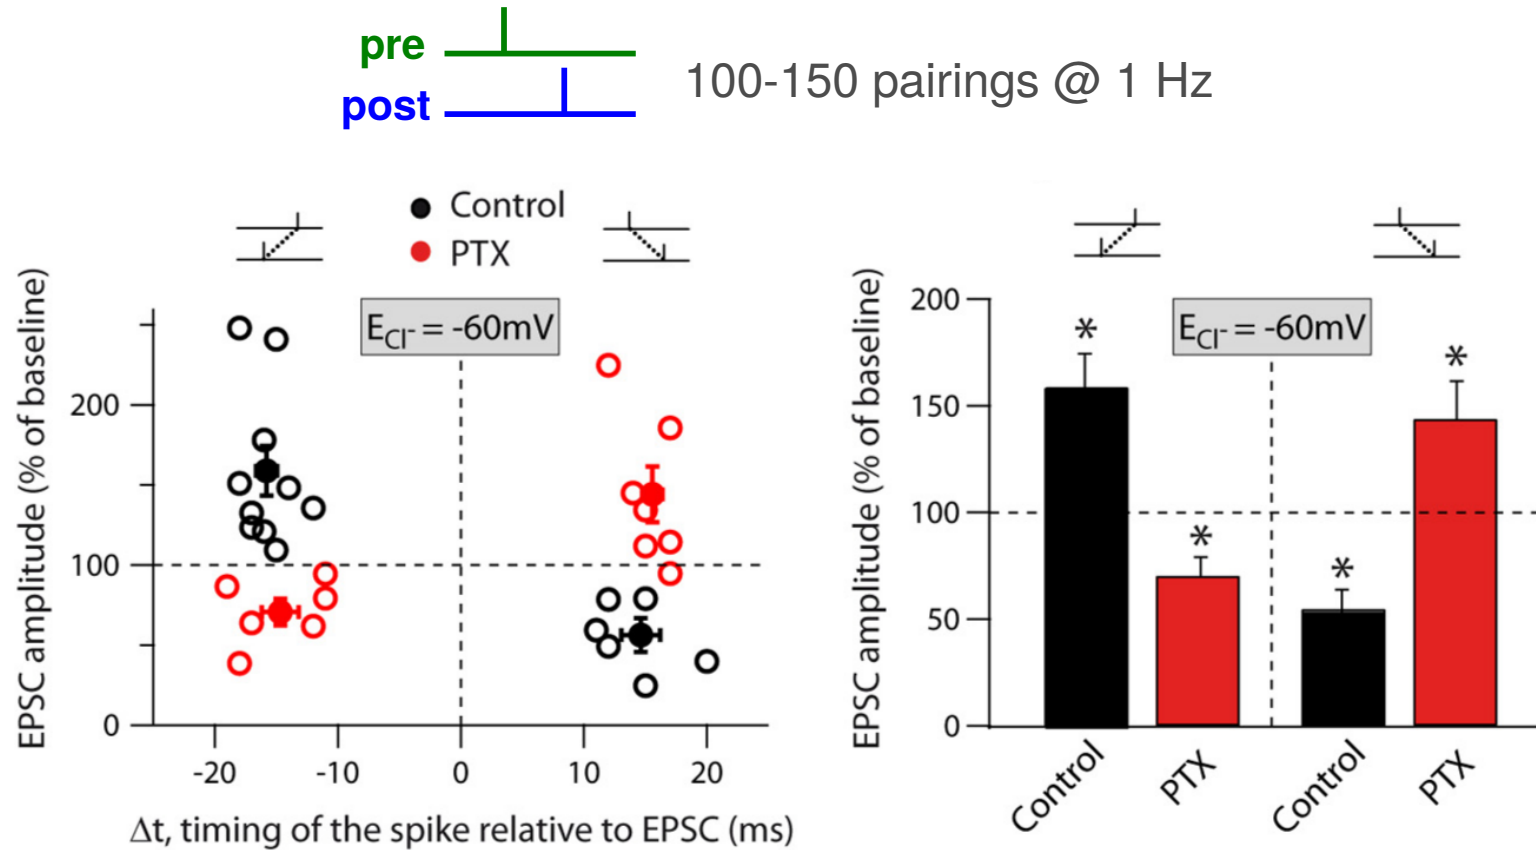 pre
post
100-150 pairings @ 1 Hz
Control
PTX
E_Cl⁻ = -60mV
EPSC amplitude (% of baseline)
200
100
0
-20
-10
0
10
20
Δt, timing of the spike relative to EPSC (ms)
E_Cl⁻ = -60mV
EPSC amplitude (% of baseline)
200
150
100
50
0
*
*
*
*
Control
PTX
Control
PTX